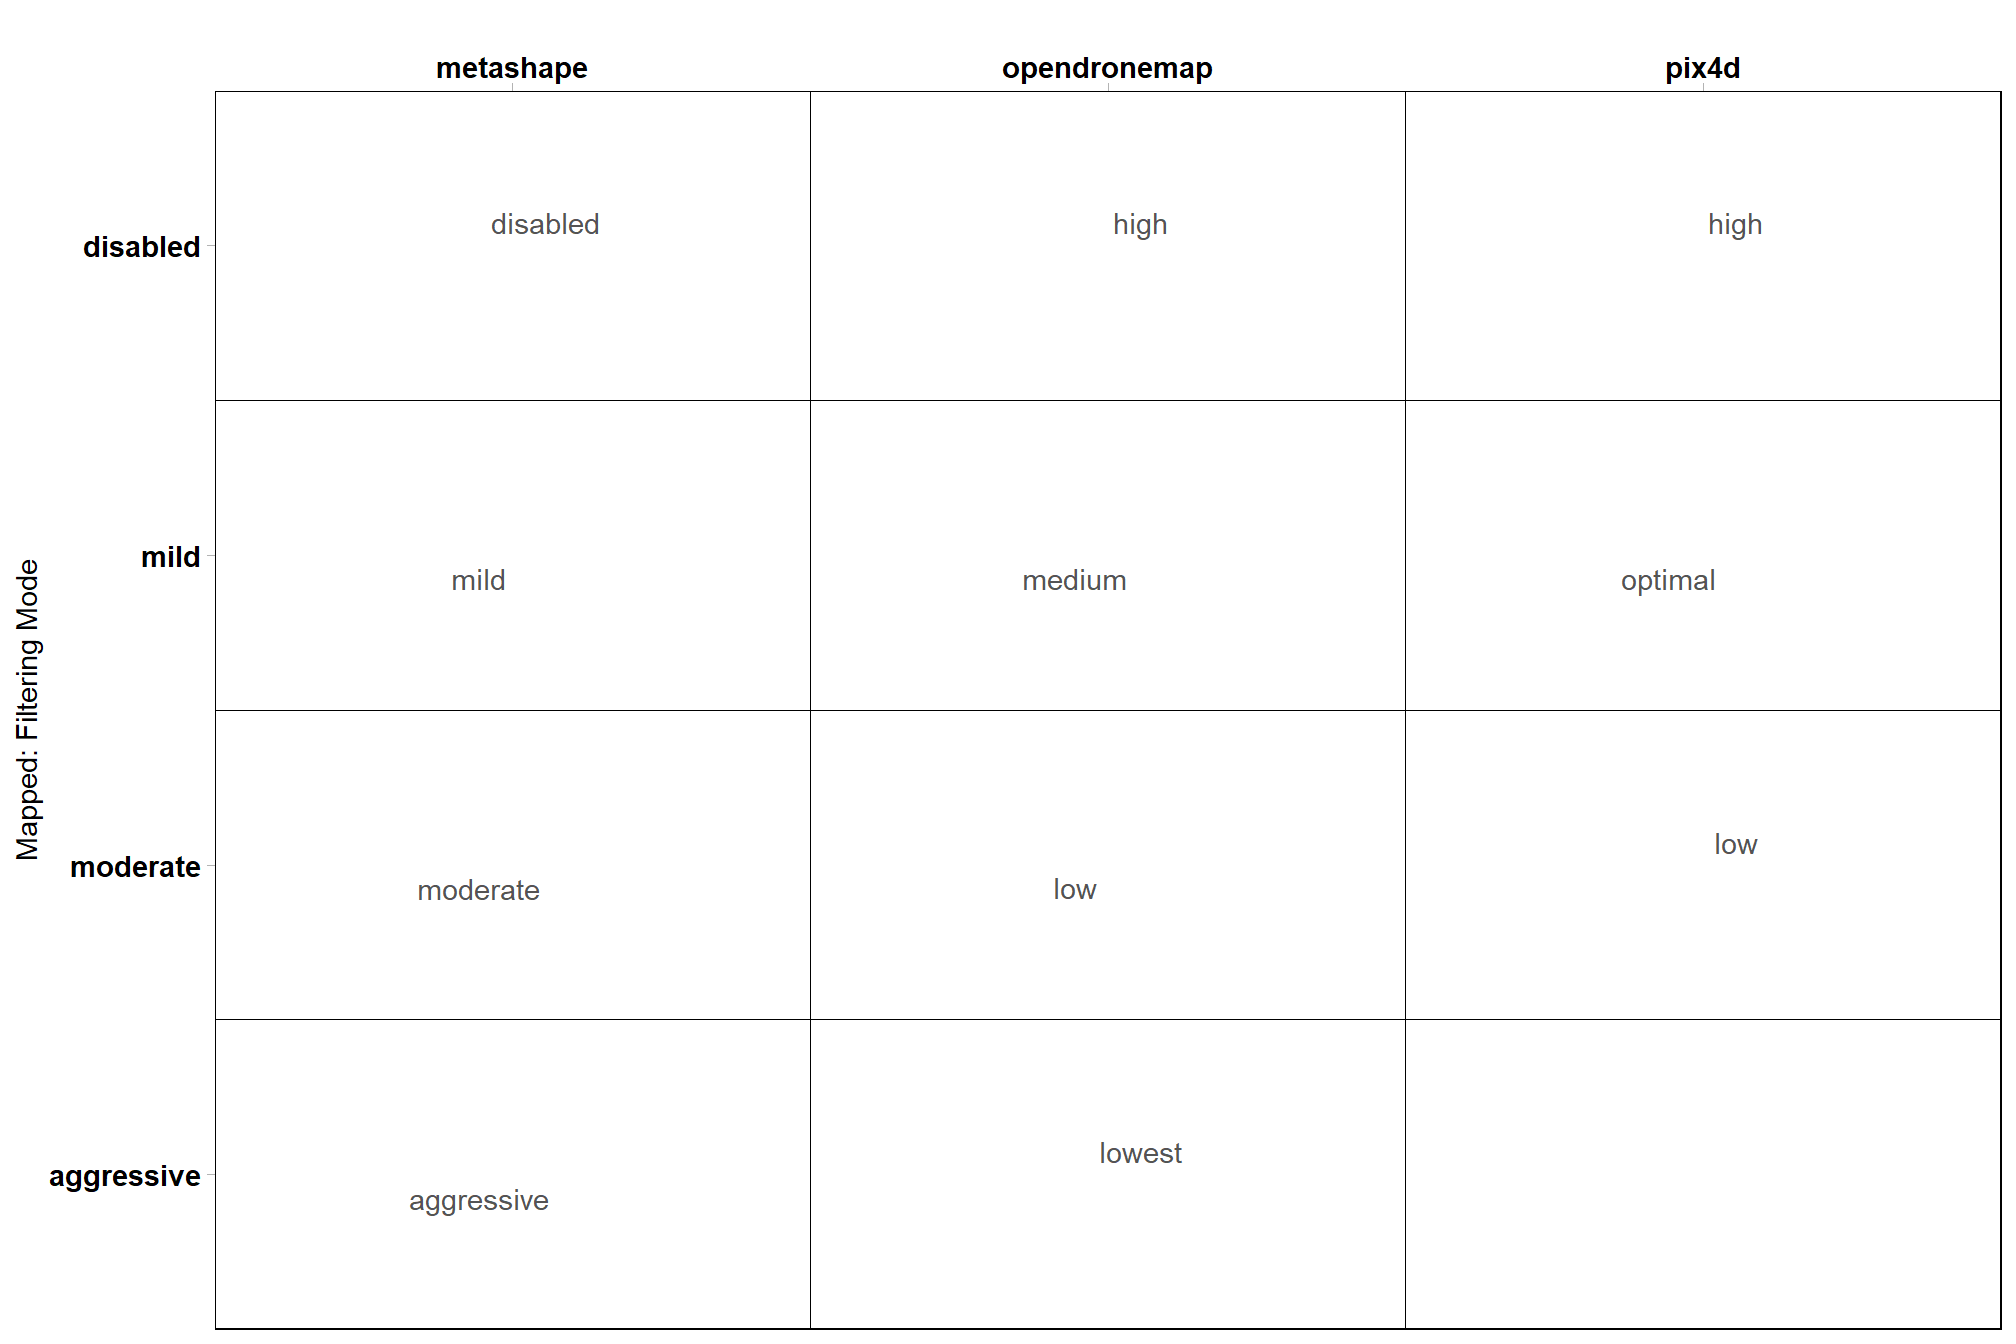 metashape opendronemap pix4d
disabled disabled high high
mild mild medium optimal
Mapped: Filtering Mode
moderate moderate low low
aggressive aggressive lowest